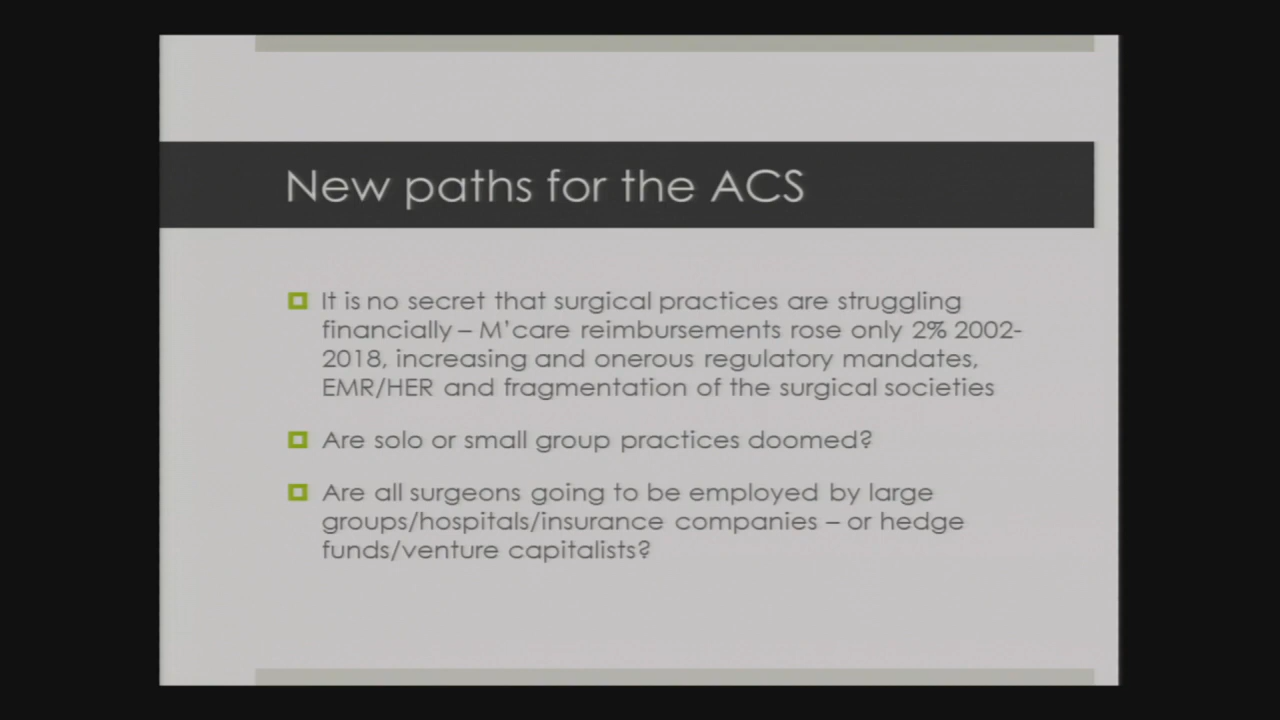 New paths for the ACS
It is no secret that surgical practices are struggling
financially – M'care reimbursements rose only 2% 2002-
2018, increasing and onerous regulatory mandates,
EMR/HER and fragmentation of the surgical societies
Are solo or small group practices doomed?
Are all surgeons going to be employed by large
groups/hospitals/insurance companies – or hedge
funds/venture capitalists?